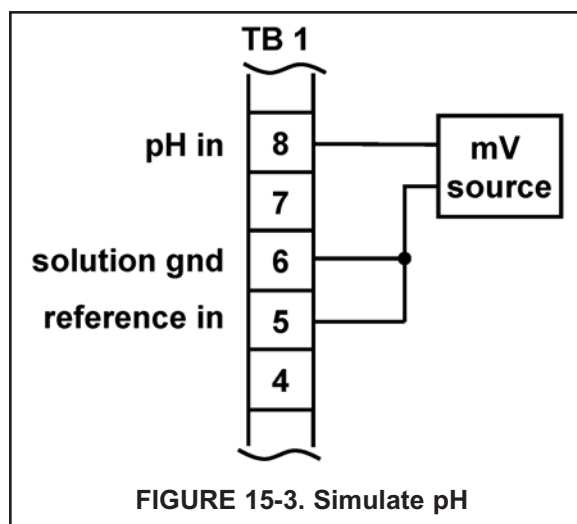 TB 1
pH in 8
mV
source
7
solution gnd 6
reference in 5
4
FIGURE 15-3. Simulate pH